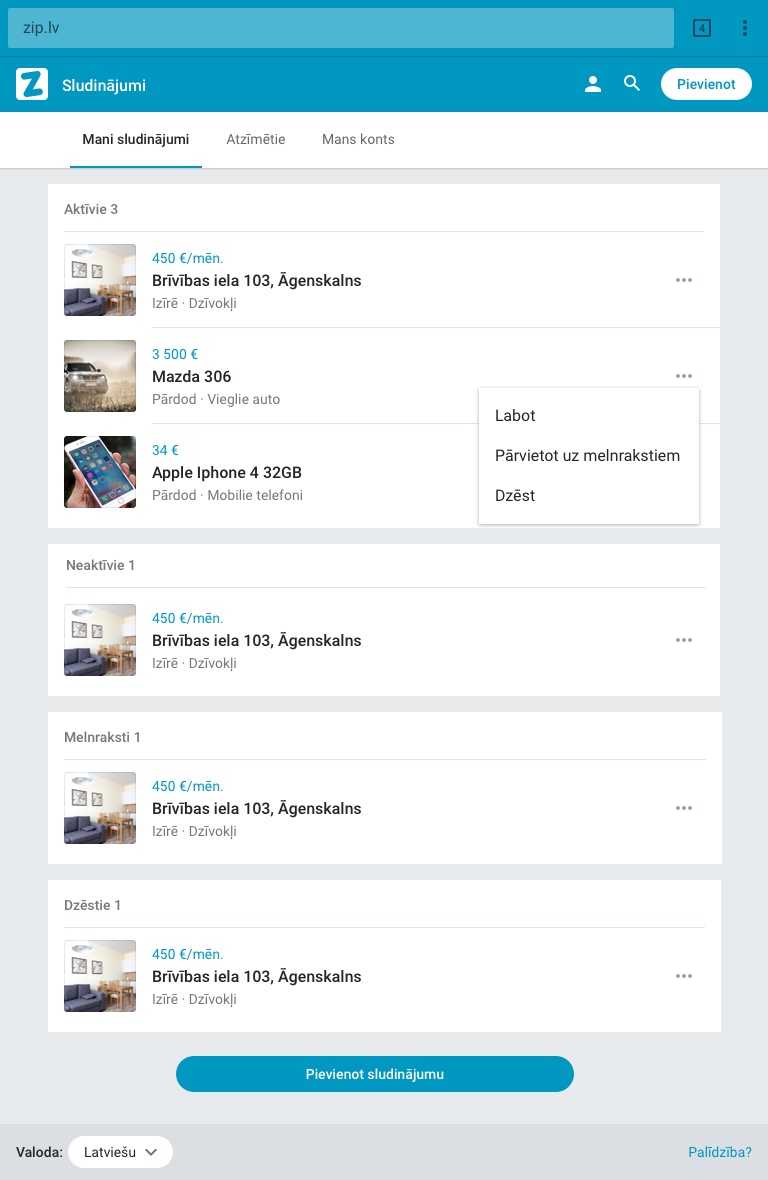 zip.lv
4
Z
Sludinājumi
Pievienot
Mani sludinājumi
Atzīmētie
Mans konts
Aktīvie 3
450 €/mēn.
Brīvības iela 103, Āgenskalns
Izīrē · Dzīvokļi
3 500 €
Mazda 306
Pārdod · Vieglie auto
Labot
Pārvietot uz melnrakstiem
Dzēst
34 €
Apple Iphone 4 32GB
Pārdod · Mobilie telefoni
Neaktīvie 1
450 €/mēn.
Brīvības iela 103, Āgenskalns
Izīrē · Dzīvokļi
Melnraksti 1
450 €/mēn.
Brīvības iela 103, Āgenskalns
Izīrē · Dzīvokļi
Dzēstie 1
450 €/mēn.
Brīvības iela 103, Āgenskalns
Izīrē · Dzīvokļi
Pievienot sludinājumu
Valoda: Latviešu
Palīdzība?